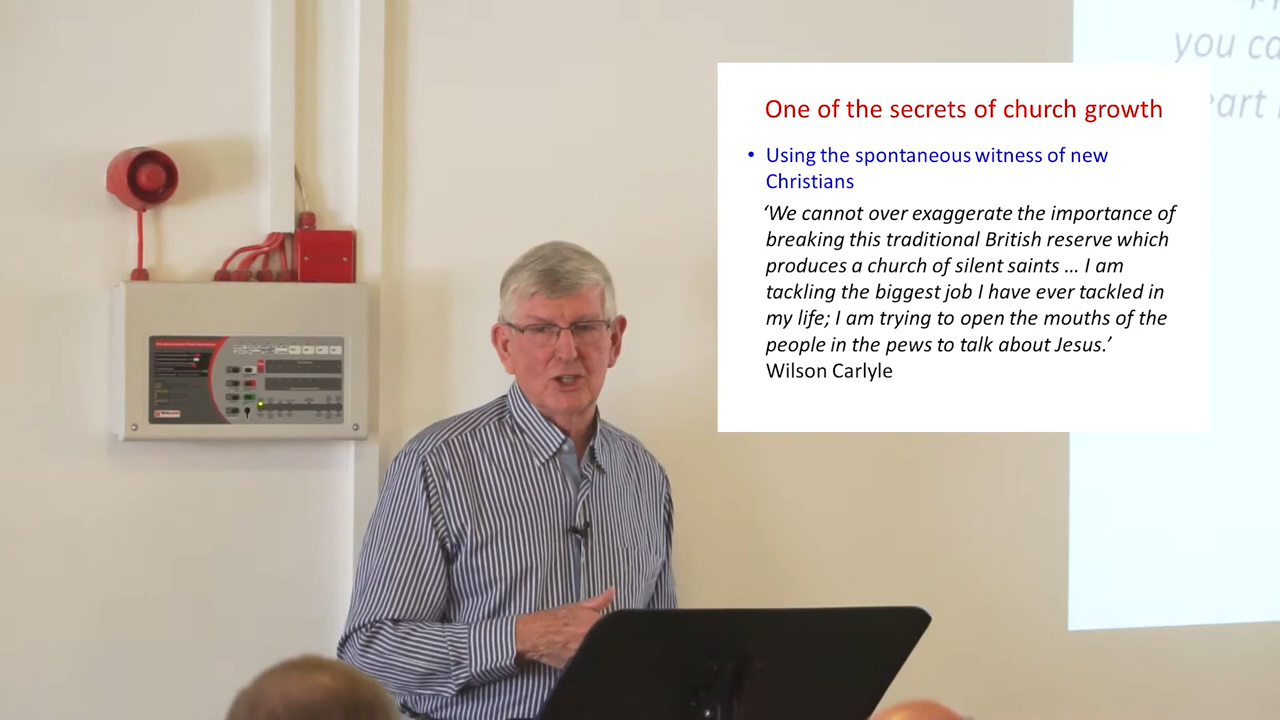 you ca
One of the secrets of church growth
• Using the spontaneous witness of new
Christians
‘We cannot over exaggerate the importance of
breaking this traditional British reserve which
produces a church of silent saints … I am
tackling the biggest job I have ever tackled in
my life; I am trying to open the mouths of the
people in the pews to talk about Jesus.’
Wilson Carlyle